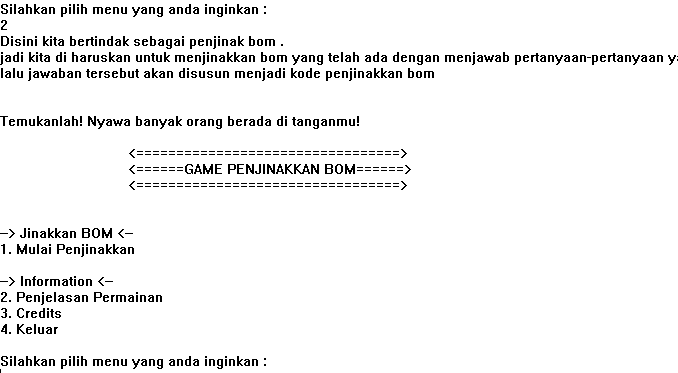 Silahkan pilih menu yang anda inginkan :
2
Disini kita bertindak sebagai penjinak bom .
jadi kita di haruskan untuk menjinakkan bom yang telah ada dengan menjawab pertanyaan-pertanyaan
lalu jawaban tersebut akan disusun menjadi kode penjinakkan bom
Temukanlah! Nyawa banyak orang berada di tanganmu!
<=================================>
<======GAME PENJINAKKAN BOM======>
<=================================>
--> Jinakkan BOM <--
1. Mulai Penjinakkan
--> Information <--
2. Penjelasan Permainan
3. Credits
4. Keluar
Silahkan pilih menu yang anda inginkan :